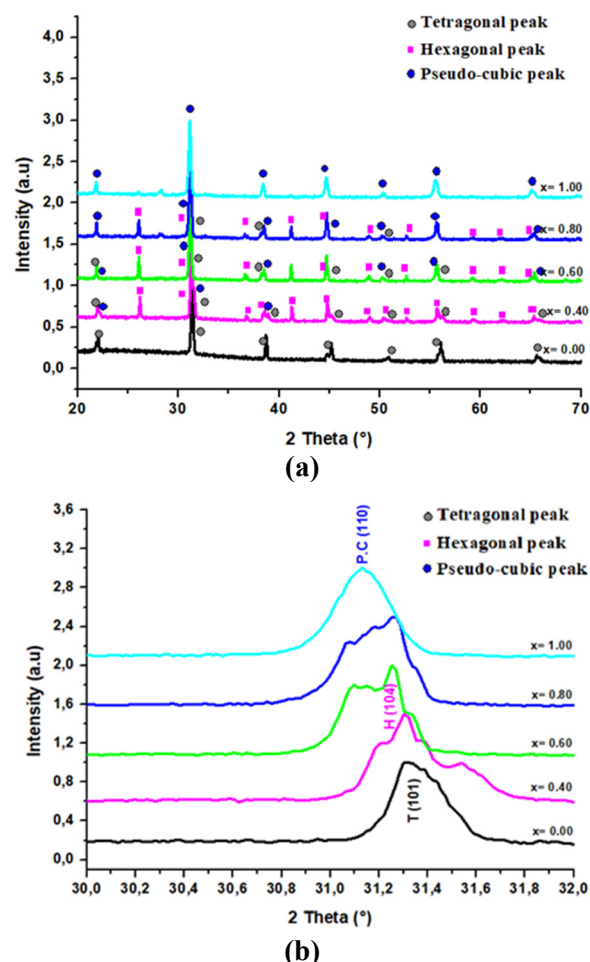 Tetragonal peak
Hexagonal peak
Pseudo-cubic peak
Intensity (a.u)
4,0
3,5
3,0
2,5
2,0
1,5
1,0
0,5
0,0
x= 1.00
x= 0.80
x= 0.60
x= 0.40
x= 0.00
20 30 40 50 60 70
2 Theta (°)
(a)
Tetragonal peak
Hexagonal peak
Pseudo-cubic peak
Intensity (a.u)
3,6
3,2
2,8
2,4
2,0
1,6
1,2
0,8
0,4
0,0
P.C (110)
H (104)
T (101)
x= 1.00
x= 0.80
x= 0.60
x= 0.40
x= 0.00
30,0 30,2 30,4 30,6 30,8 31,0 31,2 31,4 31,6 31,8 32,0
2 Theta (°)
(b)